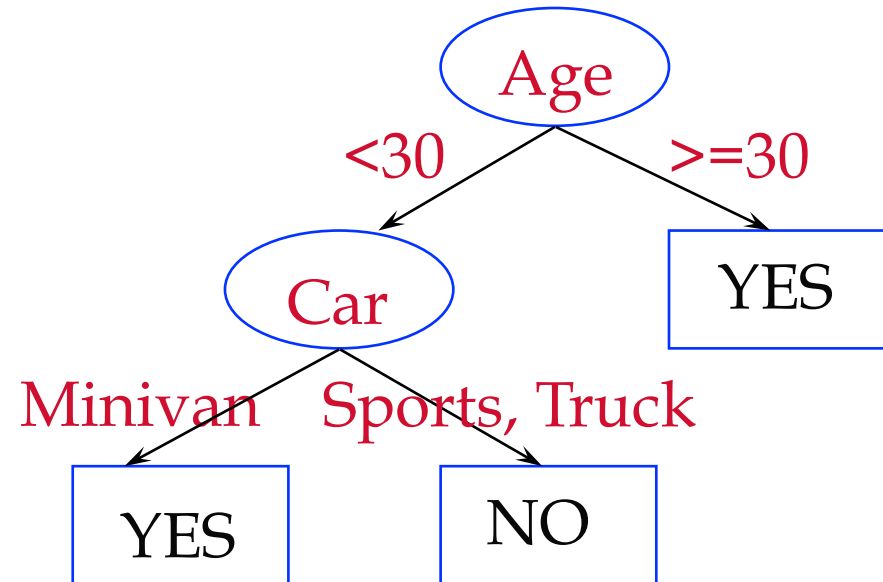 Age
<30 >=30
Car YES
Minivan Sports, Truck
YES NO